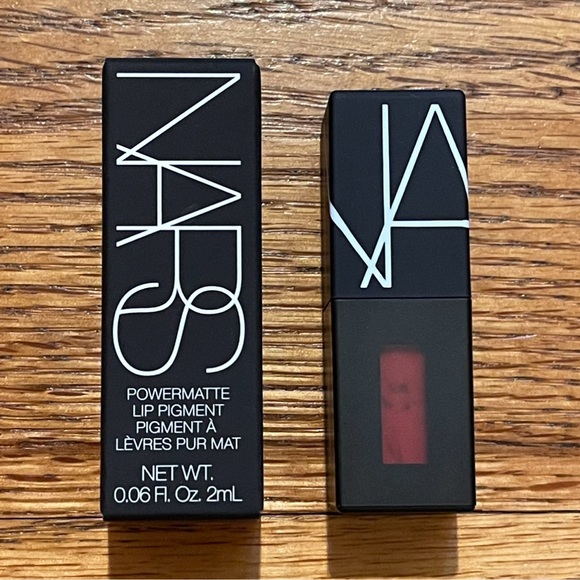 NARS
POWERMATTE
LIP PIGMENT
PIGMENT À
LÈVRES PUR MAT
NET WT.
0.06 Fl. Oz. 2mL
NA